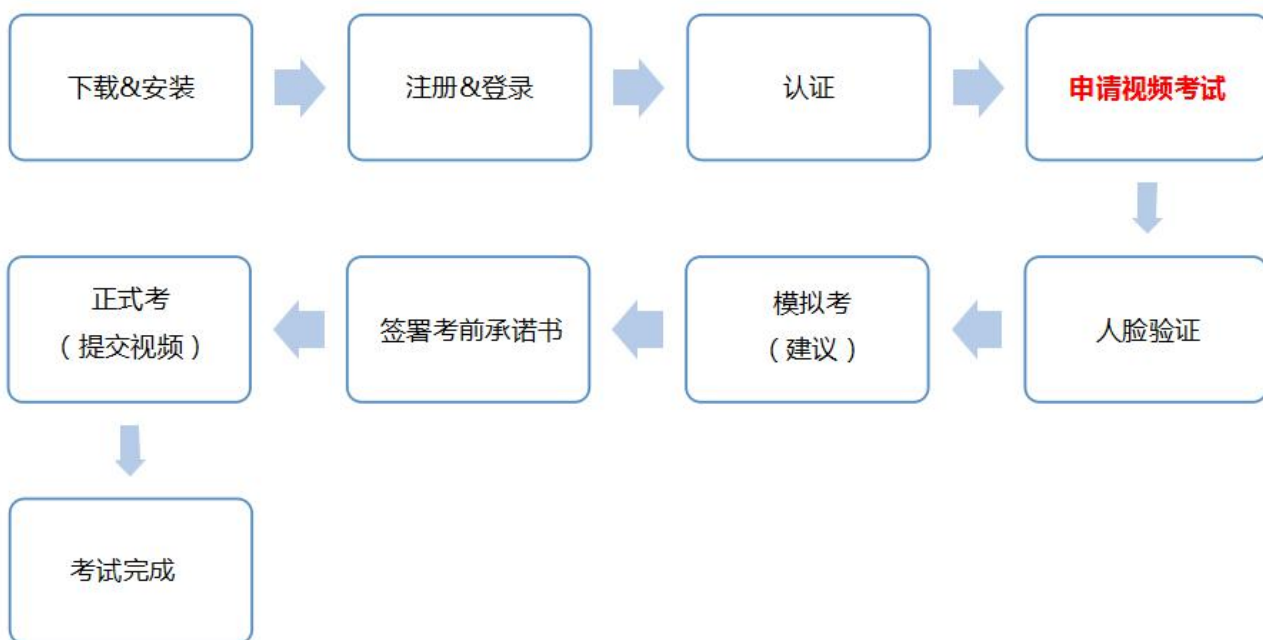 下载&安装
注册&登录
认证
申请视频考试
人脸验证
模拟考
（建议）
签署考前承诺书
正式考
（提交视频）
考试完成